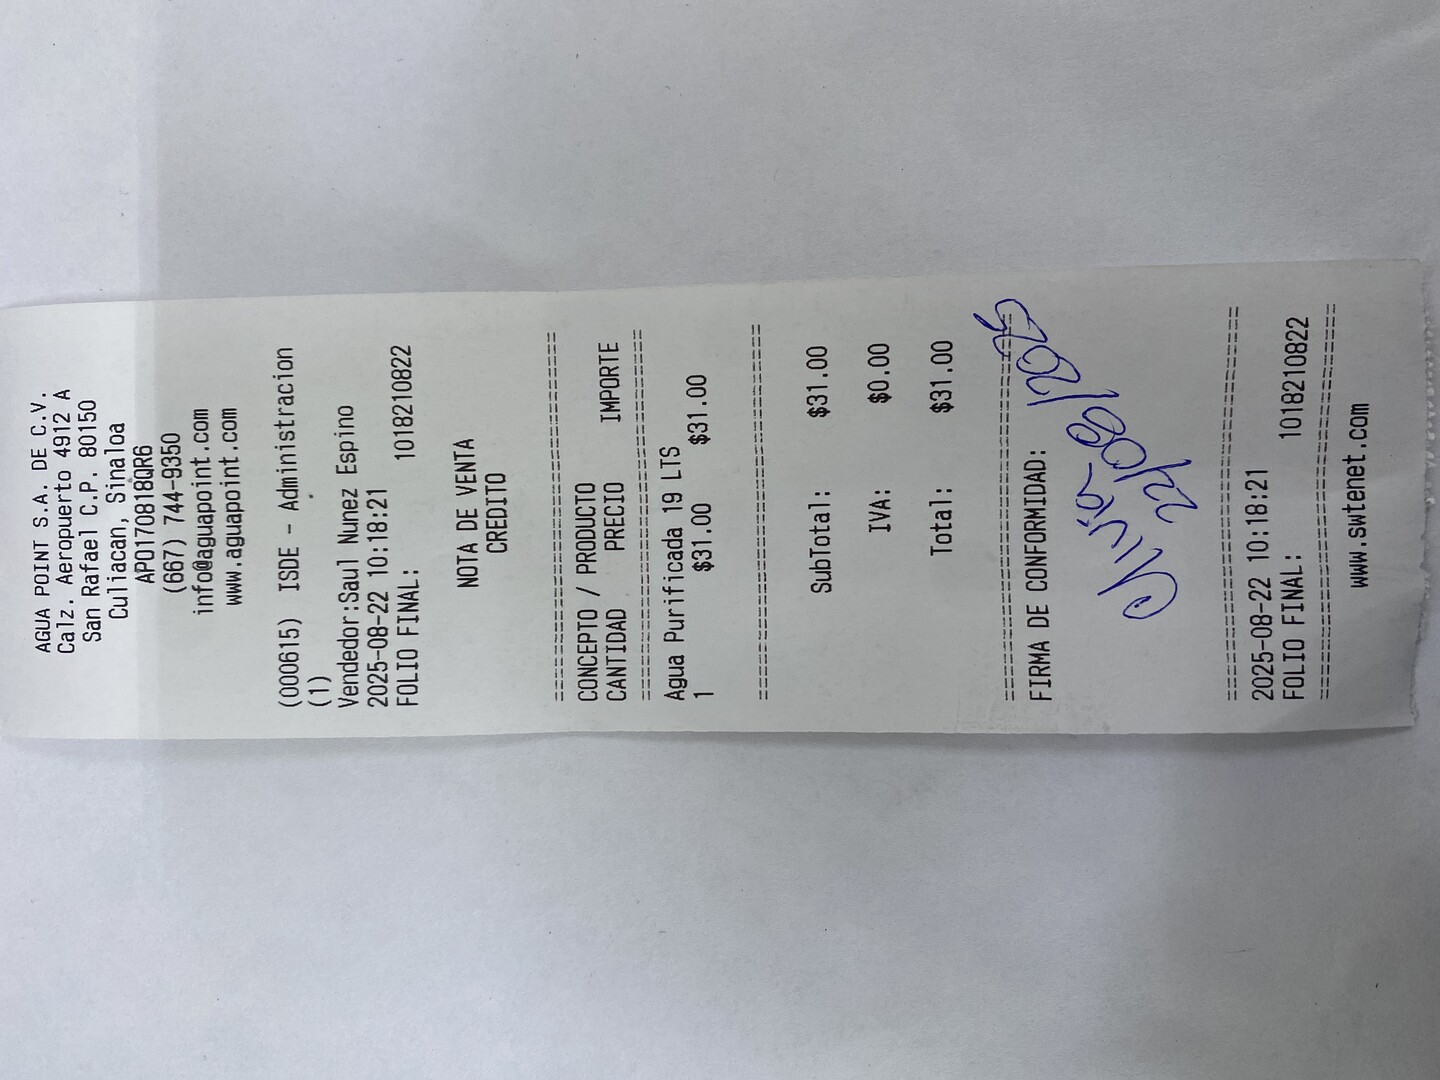 AGUA POINT S.A. DE C.V.
Calz. Aeropuerto 4912 A
San Rafael C.P. 80150
Culiacan, Sinaloa
APO170818QR6
(667) 744-9350
info@aguapoint.com
www.aguapoint.com
(000615) ISDE - Administracion
(1)
Vendedor:Saul Nunez Espino
2025-08-22 10:18:21
FOLIO FINAL: 1018210822
NOTA DE VENTA
CREDITO
CONCEPTO / PRODUCTO
CANTIDAD PRECIO IMPORTE
Agua Purificada 19 LTS
1 $31.00 $31.00
SubTotal: $31.00
IVA: $0.00
Total: $31.00
FIRMA DE CONFORMIDAD:
22/08/2025
2025-08-22 10:18:21
FOLIO FINAL: 1018210822
www.swtenet.com